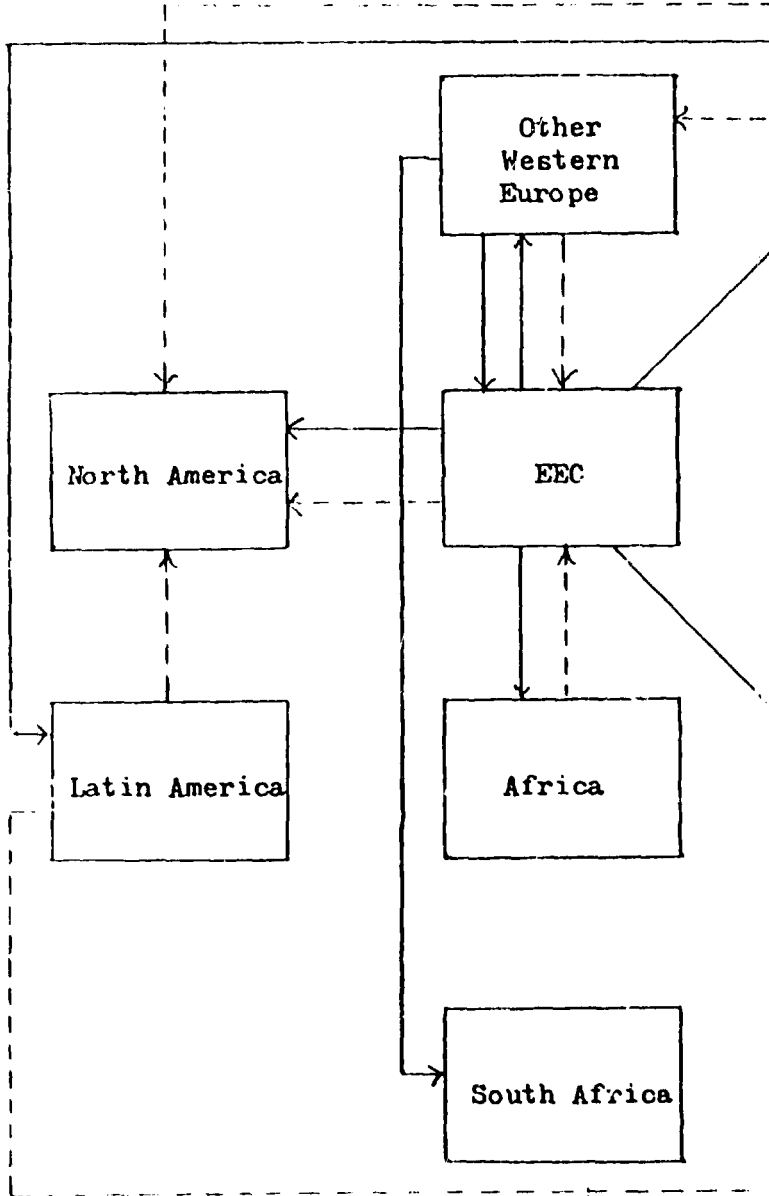 Other
Western
Europe
North America
EEC
Latin America
Africa
South Africa